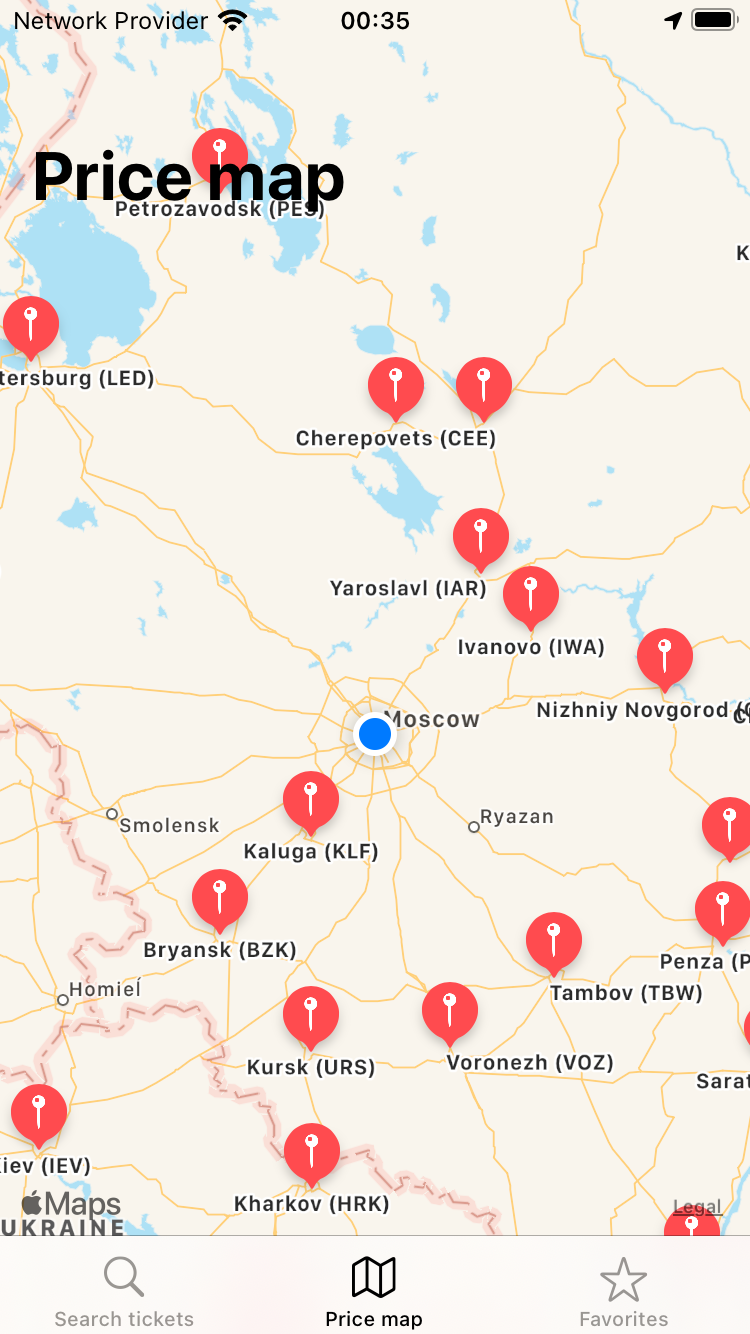 Network Provider 00:35
Price map
Petrozavodsk (PES)
K
tersburg (LED)
Cherepovets (CEE)
Yaroslavl (IAR)
Ivanovo (IWA)
Nizhniy Novgorod
Moscow
Ryazan
Smolensk
Kaluga (KLF)
Bryansk (BZK)
Penza (P
Homieĺ
Tambov (TBW)
Voronezh (VOZ)
Kursk (URS)
Sarat
iev (IEV)
Kharkov (HRK)
Maps
Legal
UKRAINE
Search tickets
Price map
Favorites